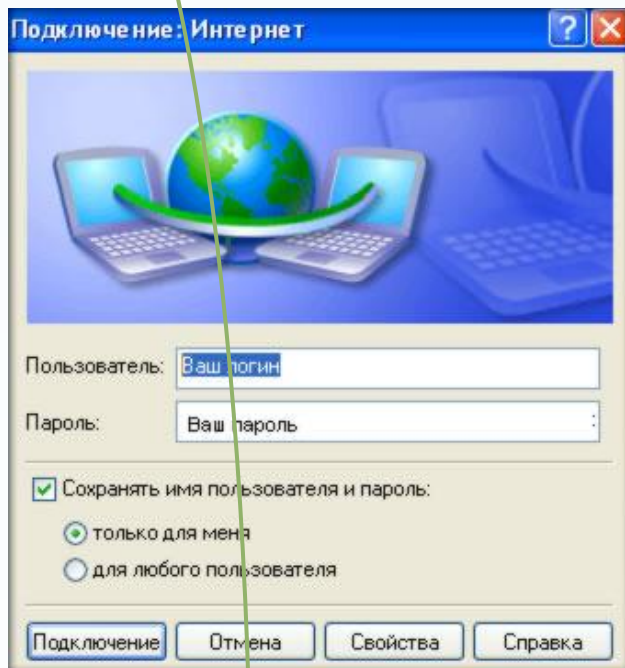 Подключение: Интернет
Пользователь: Ваш логин
Пароль: Ваш пароль
Сохранять имя пользователя и пароль:
только для меня
для любого пользователя
Подключение Отмена Свойства Справка